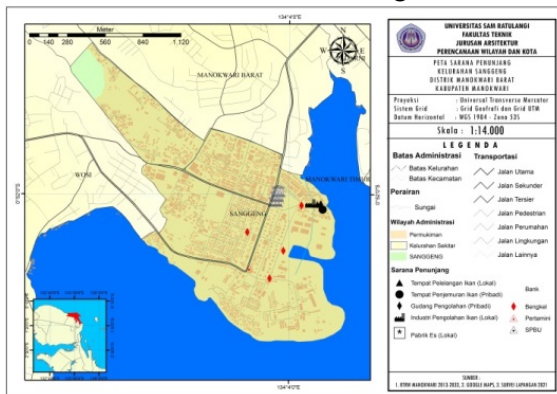 Meter
0 140 280 560 840 1.120
134°4'0"E
N
W
E
S
MANOKWARI BARAT
WOSI
SANGGENG
MANOKWARI TIMUR
134°4'0"E
UNIVERSITAS SAM RATULANGI
FAKULTAS TEKNIK
JURUSAN ARSITEKTUR
PERENCANAAN WILAYAH DAN KOTA
PETA SARANA PENUNJANG
KELURAHAN SANGGENG
DISTRIK MANOKWARI BARAT
KABUPATEN MANOKWARI
Proyeksi : Universal Transverse Mercator
Sistem Grid : Grid Geografi dan Grid UTM
Datum Horizontal : WGS 1984 - Zona 53S
Skala : 1:14.000
LEGENDA
Batas Administrasi
Batas Kelurahan
Batas Kecamatan
Perairan
Sungai
Wilayah Administrasi
Permukiman
Kelurahan Sekitar
SANGGENG
Transportasi
Jalan Utama
Jalan Sekunder
Jalan Tersier
Jalan Pedestrian
Jalan Perumahan
Jalan Lingkungan
Jalan Lainnya
Sarana Penunjang
Tempat Pelelangan Ikan (Lokal)
Tempat Penjemuran Ikan (Pribadi)
Gudang Pengolahan (Pribadi)
Industri Pengolahan Ikan (Lokal)
Pabrik Es (Lokal)
Bank
Bengkel
Pertamini
SPBU
SUMBER :